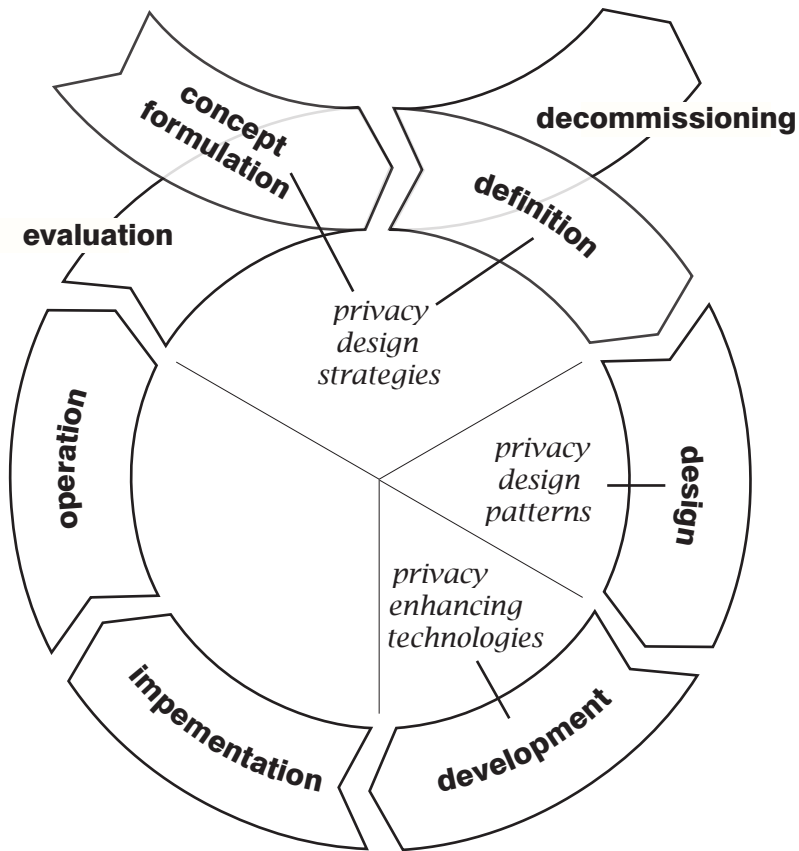 concept
formulation
decommissioning
definition
evaluation
privacy
design
strategies
operation
privacy
design
patterns
design
privacy
enhancing
technologies
impementation
development